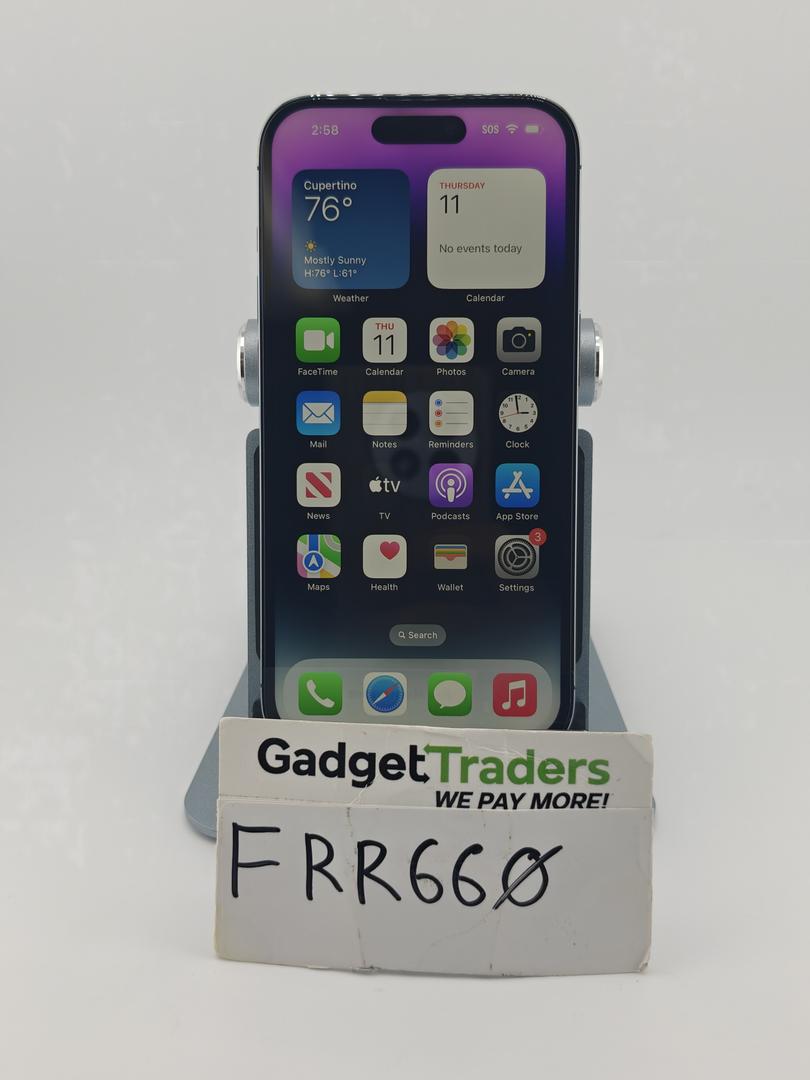 2:58 SOS
Cupertino
76°
Mostly Sunny
H:76° L:61°
Weather
THURSDAY
11
No events today
Calendar
THU
11
FaceTime Calendar Photos Camera
Mail Notes Reminders Clock
tv
News TV Podcasts App Store
3
Maps Health Wallet Settings
Search
GadgetTraders
WE PAY MORE!
FRR660